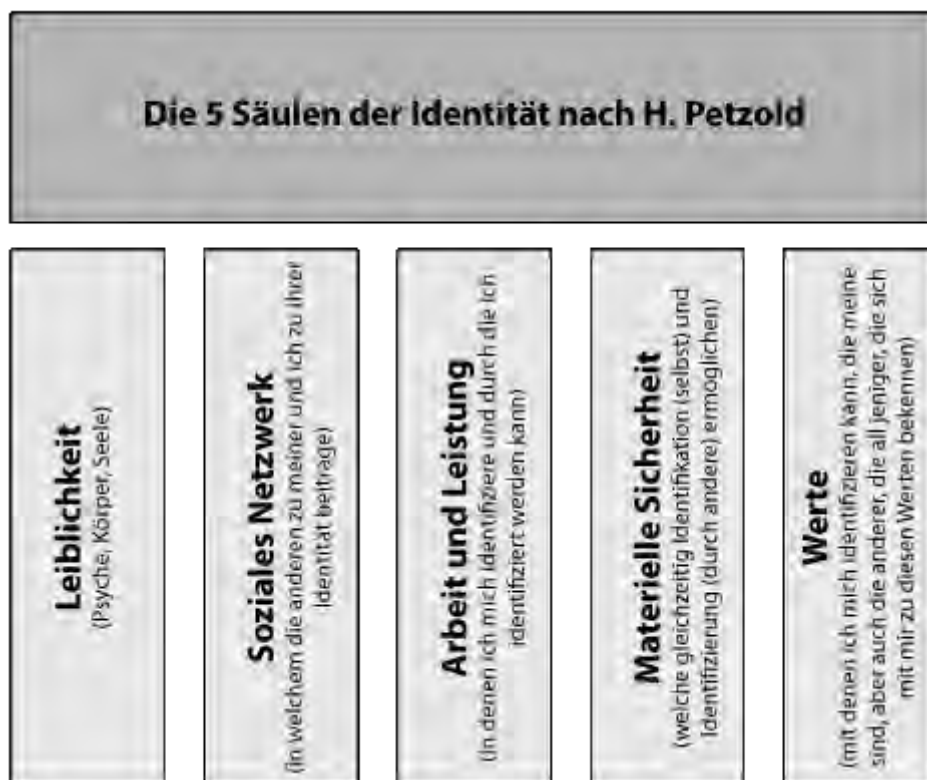 Die 5 Säulen der Identität nach H. Petzold
Leiblichkeit
(Psyche, Körper, Seele)
Soziales Netzwerk
(in welchem die anderen zu meiner und ich zu ihrer
Identität beitrage)
Arbeit und Leistung
(in denen ich mich identifiziere und durch die ich
identifiziert werden kann)
Materielle Sicherheit
(welche gleichzeitig Identifikation (selbst) und
Identifizierung (durch andere) ermöglichen)
Werte
(mit denen ich mich identifizieren kann, die meine
sind, aber auch die anderer, die all jeniger, die sich
mit mir zu diesen Werten bekennen)